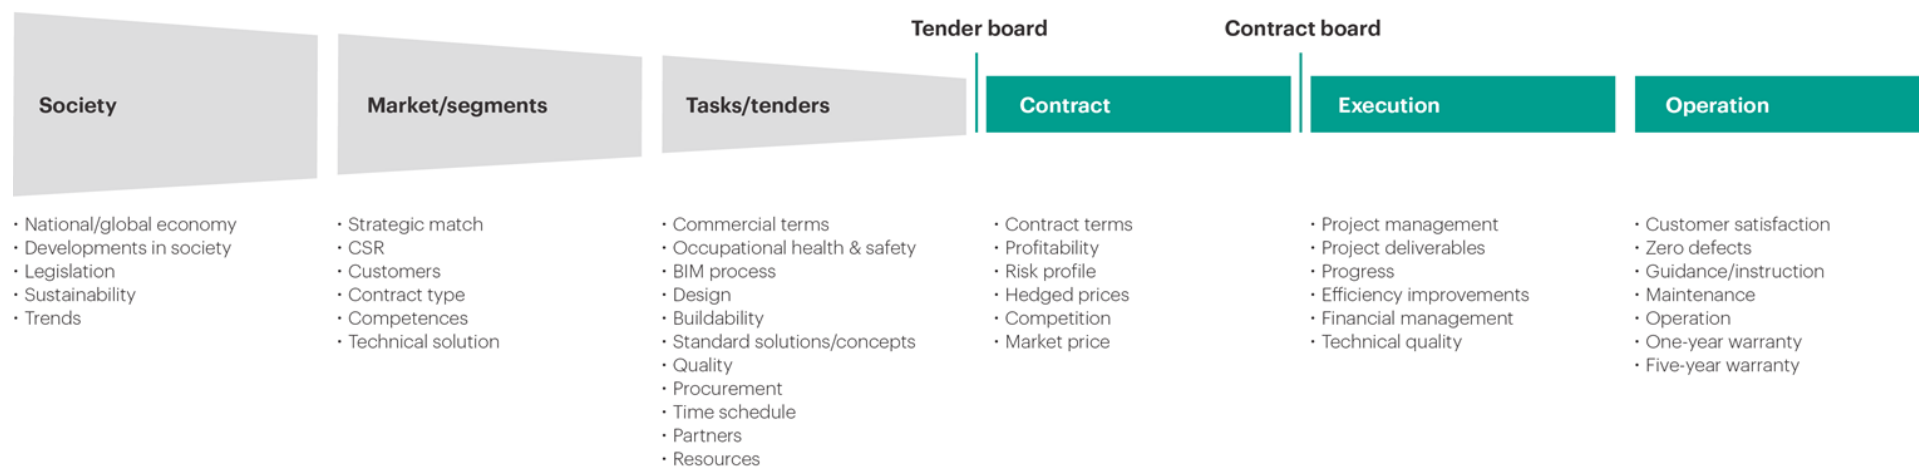 Tender board
Contract board
Society
Market/segments
Tasks/tenders
Contract
Execution
Operation
· National/global economy
· Developments in society
· Legislation
· Sustainability
· Trends
· Strategic match
· CSR
· Customers
· Contract type
· Competences
· Technical solution
· Commercial terms
· Occupational health & safety
· BIM process
· Design
· Buildability
· Standard solutions/concepts
· Quality
· Procurement
· Time schedule
· Partners
· Resources
· Contract terms
· Profitability
· Risk profile
· Hedged prices
· Competition
· Market price
· Project management
· Project deliverables
· Progress
· Efficiency improvements
· Financial management
· Technical quality
· Customer satisfaction
· Zero defects
· Guidance/instruction
· Maintenance
· Operation
· One-year warranty
· Five-year warranty